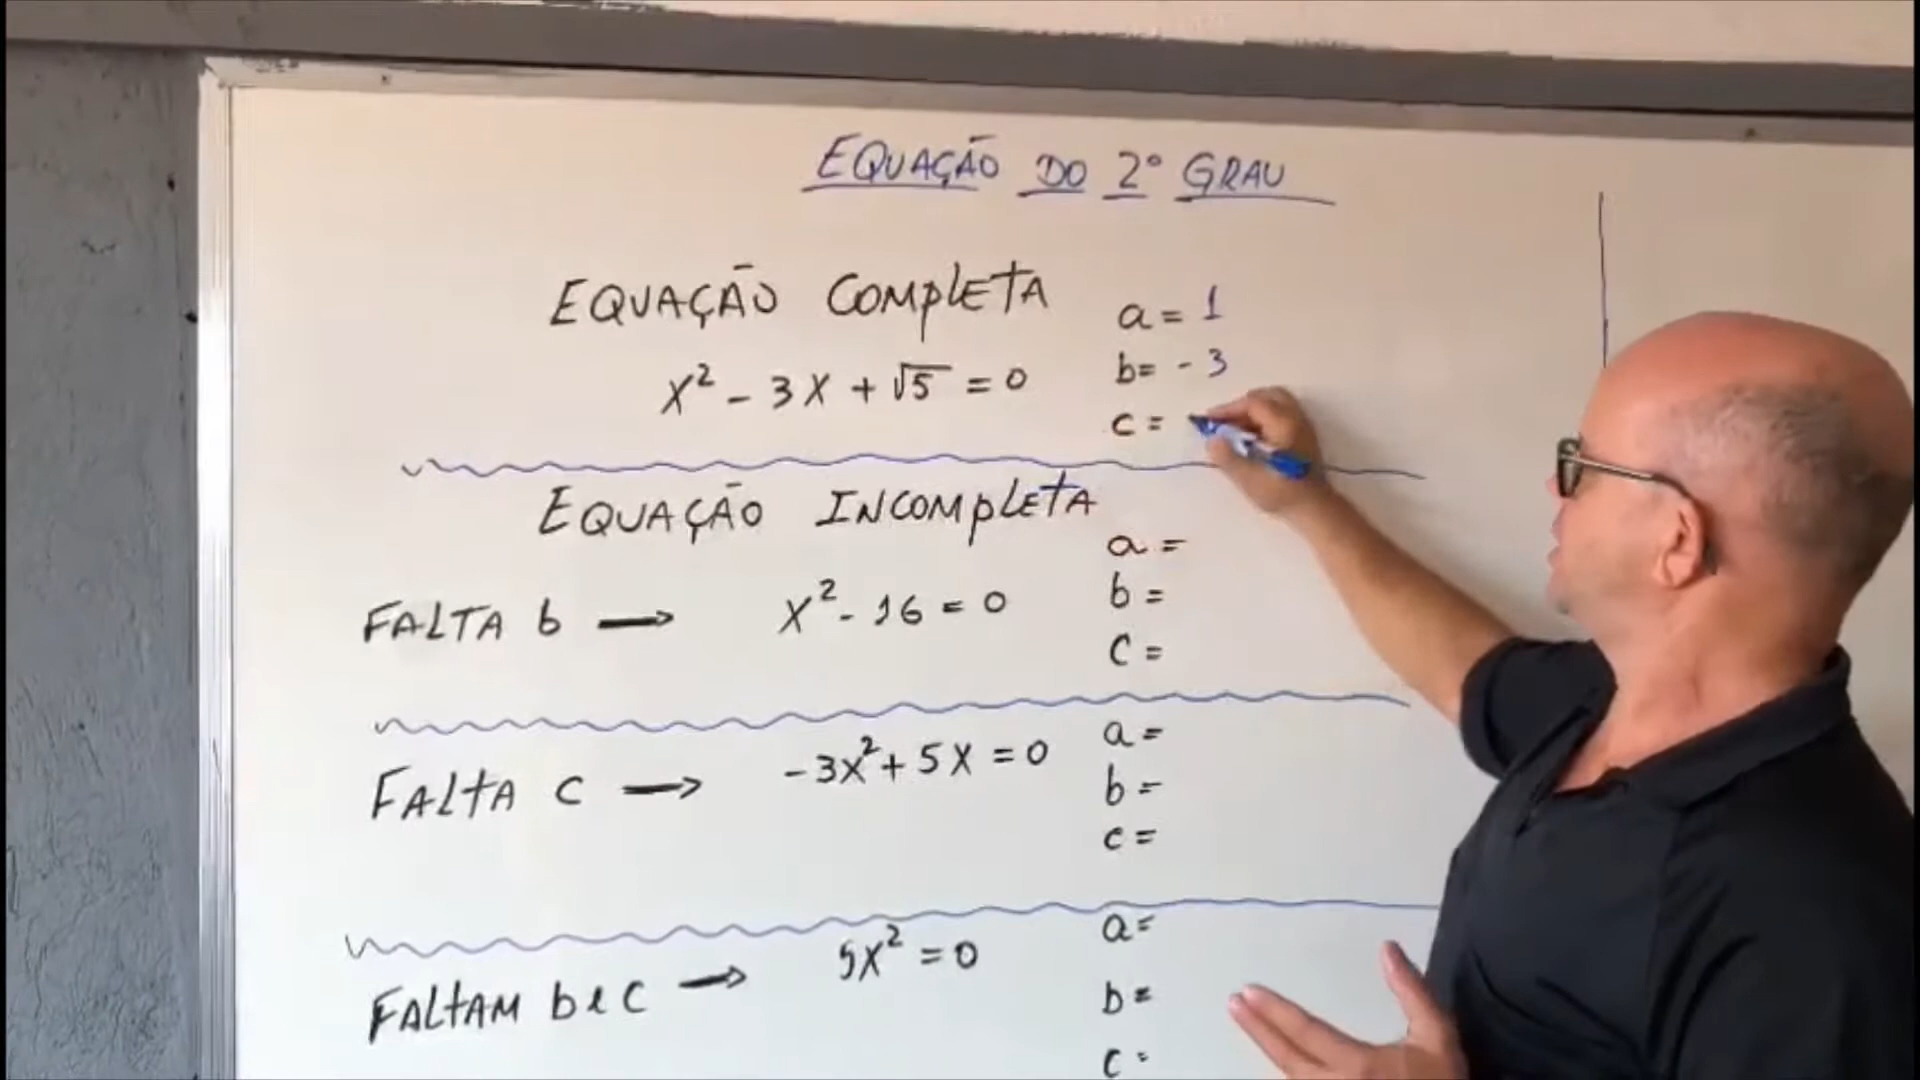 EQUAÇÃO DO 2° GRAU
EQUAÇÃO COMPLETA
x² - 3x + √5 = 0
a = 1
b = - 3
c =
EQUAÇÃO INCOMPLETA
FALTA b → x² - 16 = 0
a =
b =
c =
FALTA c → -3x² + 5x = 0
a =
b =
c =
FALTAM b e c → 5x² = 0
a =
b =
c =